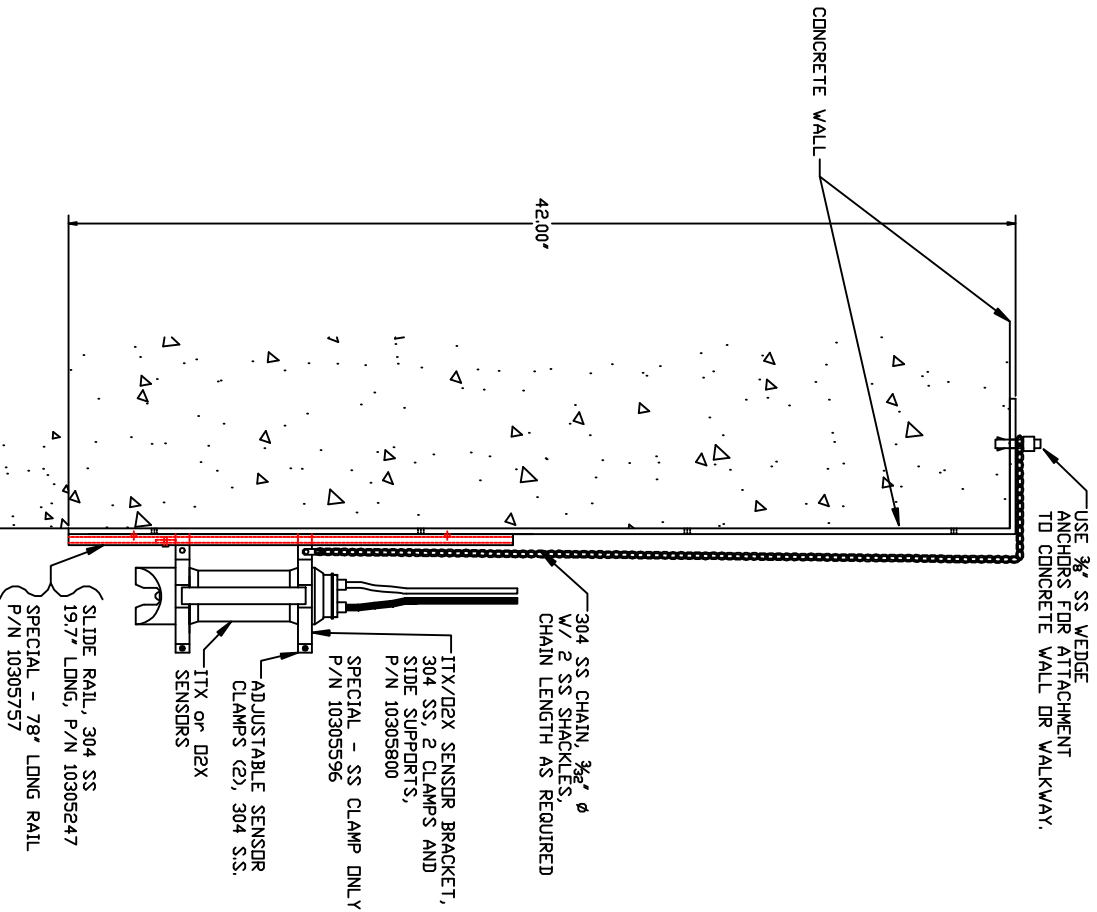 CONCRETE WALL
42.00"
USE 3/8" SS WEDGE
ANCHORS FOR ATTACHMENT
TO CONCRETE WALL OR WALKWAY.
304 SS CHAIN, 3/32" Ø
W/ 2 SS SHACKLES,
CHAIN LENGTH AS REQUIRED
ITX/O2X SENSOR BRACKET,
304 SS, 2 CLAMPS AND
SIDE SUPPORTS,
P/N 10305800
SPECIAL - SS CLAMP ONLY
P/N 10305596
ADJUSTABLE SENSOR
CLAMPS (2), 304 S.S.
ITX or O2X
SENSORS
SLIDE RAIL, 304 SS
19.7" LONG, P/N 10305247
SPECIAL - 78" LONG RAIL
P/N 10305757